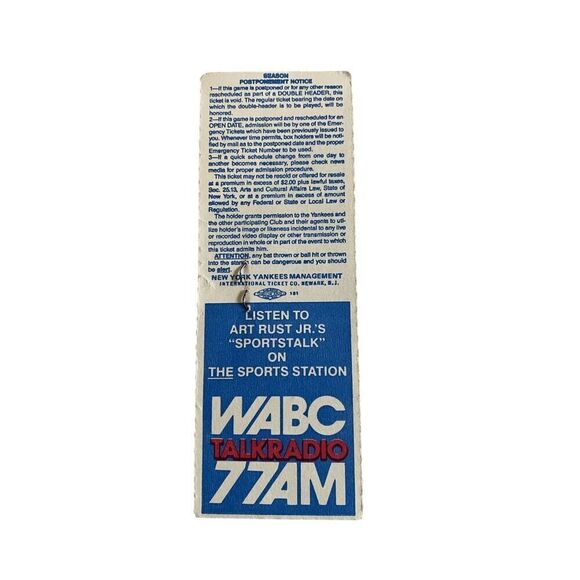 SEASON
POSTPONEMENT NOTICE
1—If this game is postponed or for any other reason
rescheduled as part of a DOUBLE HEADER, this
ticket is void. The regular ticket bearing the date on
which the double-header is to be played, will be
honored.
2—If this game is postponed and rescheduled for an
OPEN DATE, admission will be by one of the Emer-
gency Tickets which have been previously issued to
you. Whenever time permits, box holders will be noti-
fied by mail as to the postponed date and the proper
Emergency Ticket Number to be used.
3—If a quick schedule change from one day to
another becomes necessary, please check news
media for proper admission procedure.
This ticket may not be resold or offered for resale
at a premium in excess of $2.00 plus lawful taxes,
Sec. 25.13, Arts and Cultural Affairs Law, State of
New York, or at a premium in excess of amount
allowed by any Federal or State or Local Law or
Regulation.
The holder grants permission to the Yankees and
the other participating Club and their agents to uti-
lize holder's image or likeness incidental to any live
or recorded video display or other transmission or
reproduction in whole or in part of the event to which
this ticket admits him.
ATTENTION, any bat thrown or ball hit or thrown
into the stands can be dangerous and you should
be alert.
NEW YORK YANKEES MANAGEMENT
INTERNATIONAL TICKET CO. NEWARK, N.J.
181
LISTEN TO
ART RUST JR.'S
"SPORTSTALK"
ON
THE SPORTS STATION
WABC
TALKRADIO
77AM